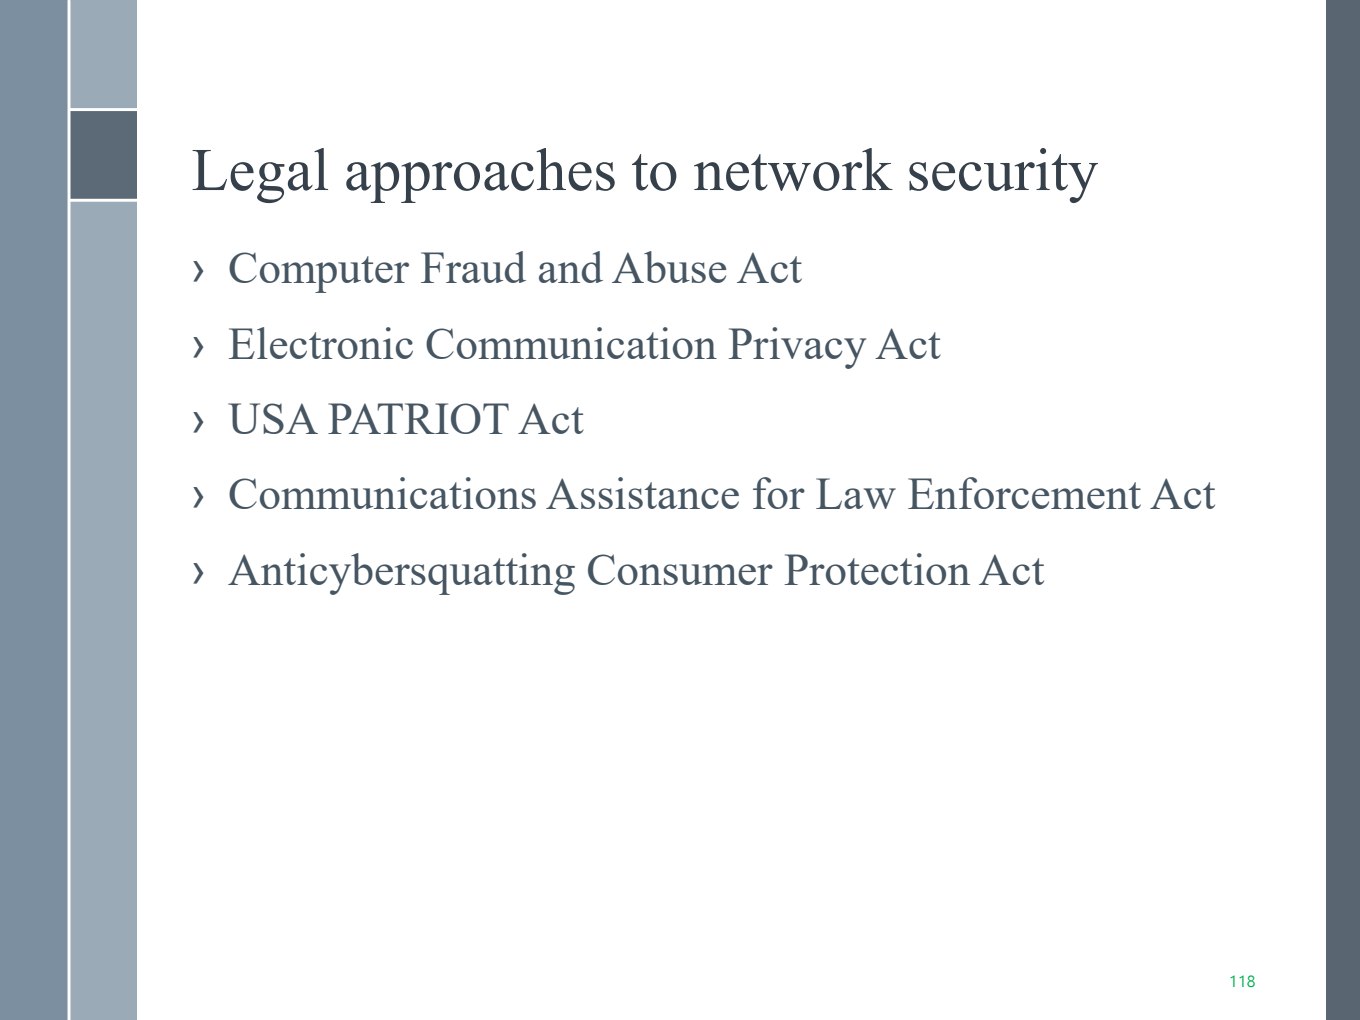 Legal approaches to network security
› Computer Fraud and Abuse Act
› Electronic Communication Privacy Act
› USA PATRIOT Act
› Communications Assistance for Law Enforcement Act
› Anticybersquatting Consumer Protection Act
118